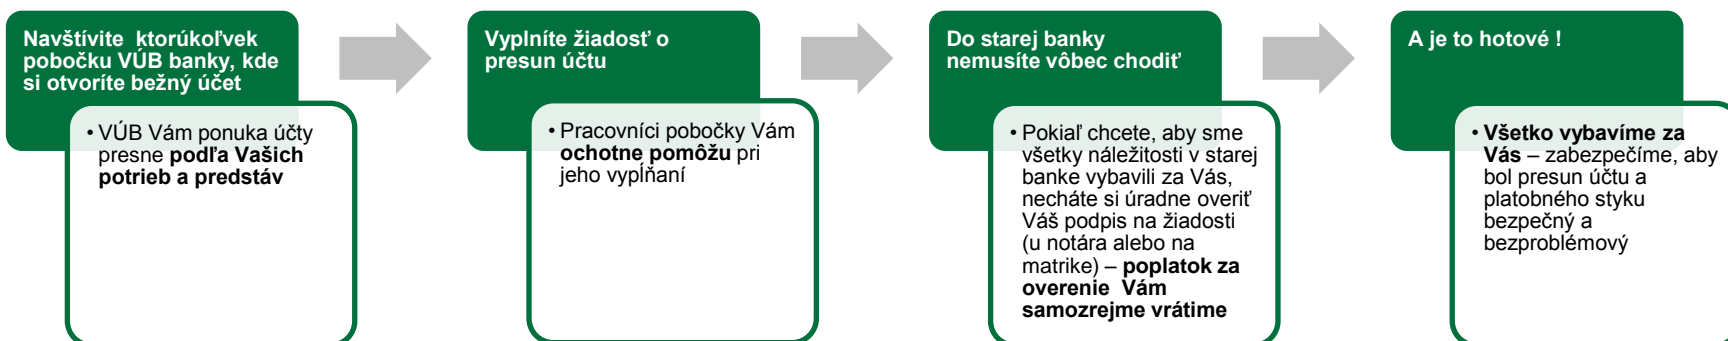 Navštívite  ktorúkoľvek
pobočku VÚB banky, kde
si otvoríte bežný účet
• VÚB Vám ponuka účty
presne podľa Vašich
potrieb a predstáv
Vyplníte žiadosť o
presun účtu
• Pracovníci pobočky Vám
ochotne pomôžu pri
jeho vypĺňaní
Do starej banky
nemusíte vôbec chodiť
• Pokiaľ chcete, aby sme
všetky náležitosti v starej
banke vybavili za Vás,
necháte si úradne overiť
Váš podpis na žiadosti
(u notára alebo na
matrike) – poplatok za
overenie  Vám
samozrejme vrátime
A je to hotové !
• Všetko vybavíme za
Vás – zabezpečíme, aby
bol presun účtu a
platobného styku
bezpečný a
bezproblémový